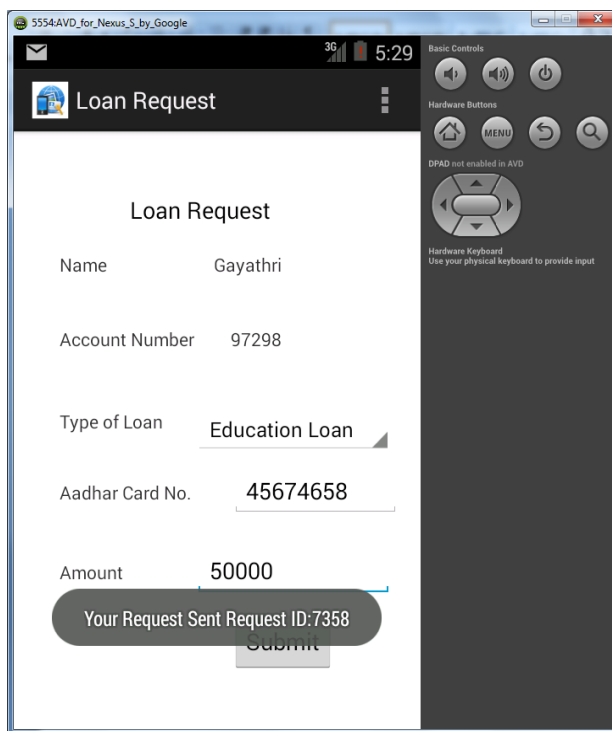 5554:AVD_for_Nexus_S_by_Google
3G 5:29
Loan Request
Loan Request
Name Gayathri
Account Number 97298
Type of Loan Education Loan
Aadhar Card No. 45674658
Amount 50000
Your Request Sent Request ID:7358
Submit
Basic Controls
Hardware Buttons
MENU
DPAD not enabled in AVD
Hardware Keyboard
Use your physical keyboard to provide input